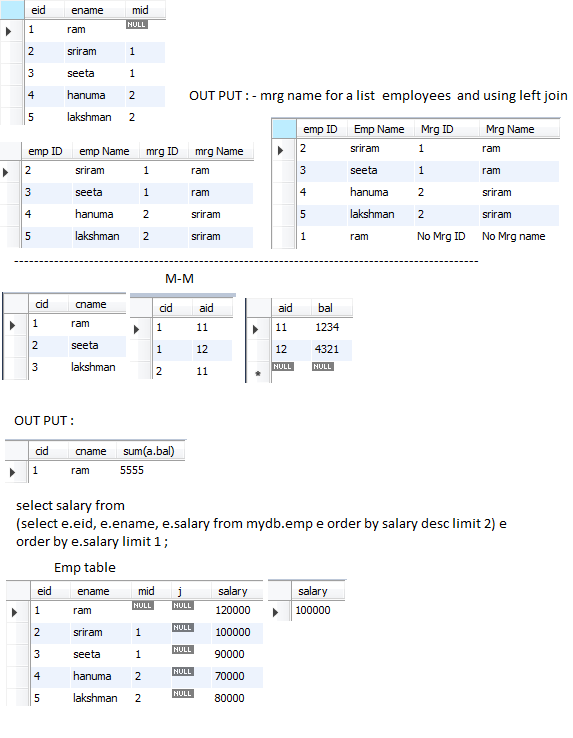 eid ename mid
1 ram NULL
2 sriram 1
3 seeta 1
4 hanuma 2
5 lakshman 2
OUT PUT : - mrg name for a list employees and using left join
emp ID emp Name mrg ID mrg Name
2 sriram 1 ram
3 seeta 1 ram
4 hanuma 2 sriram
5 lakshman 2 sriram
emp ID Emp Name Mrg ID Mrg Name
2 sriram 1 ram
3 seeta 1 ram
4 hanuma 2 sriram
5 lakshman 2 sriram
1 ram No Mrg ID No Mrg name
M-M
cid cname
1 ram
2 seeta
3 lakshman
cid aid
1 11
1 12
2 11
aid bal
11 1234
12 4321
NULL NULL
OUT PUT :
cid cname sum(a.bal)
1 ram 5555
select salary from
(select e.eid, e.ename, e.salary from mydb.emp e order by salary desc limit 2) e
order by e.salary limit 1 ;
Emp table
eid ename mid j salary
1 ram NULL NULL 120000
2 sriram 1 NULL 100000
3 seeta 1 NULL 90000
4 hanuma 2 NULL 70000
5 lakshman 2 NULL 80000
salary
100000